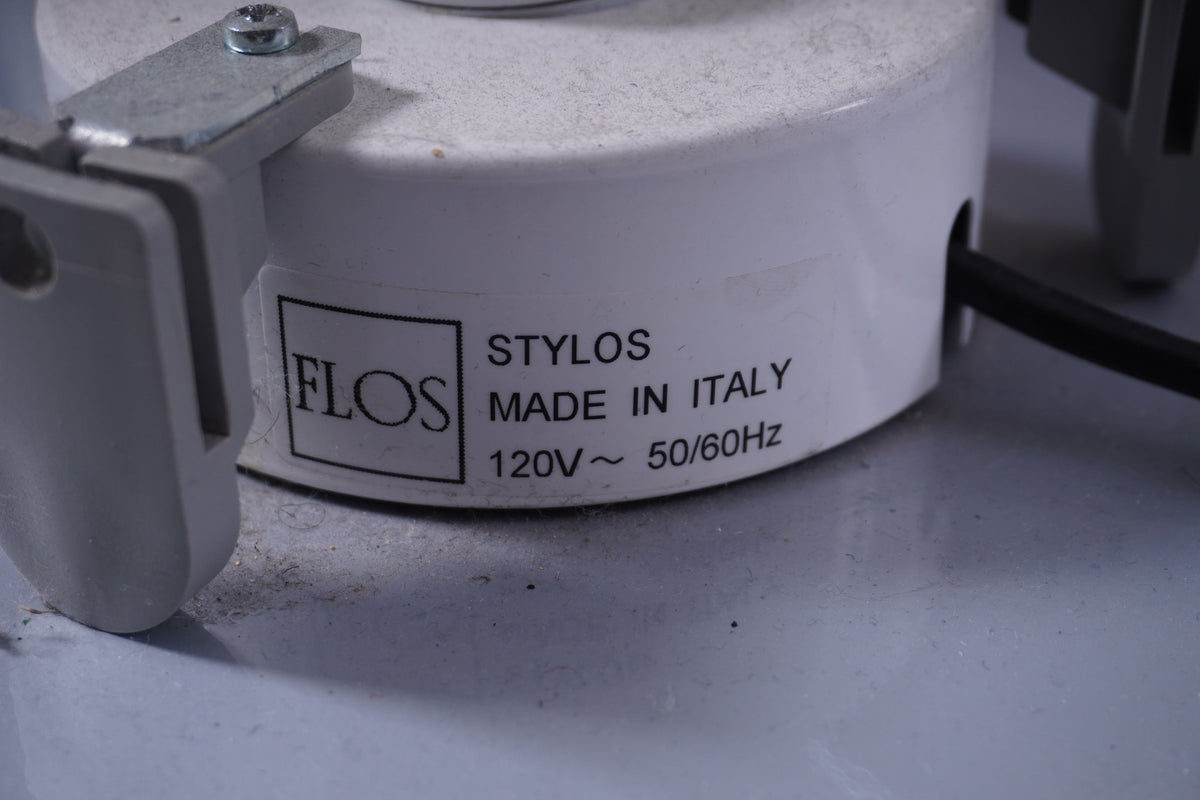 FLOS
STYLOS
MADE IN ITALY
120V～ 50/60Hz